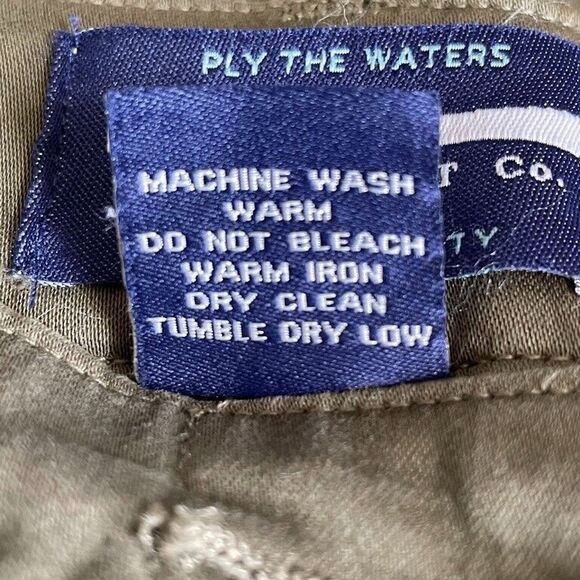 PLY THE WATERS
Co.
MACHINE WASH
WARM
DO NOT BLEACH
WARM IRON
DRY CLEAN
TUMBLE DRY LOW